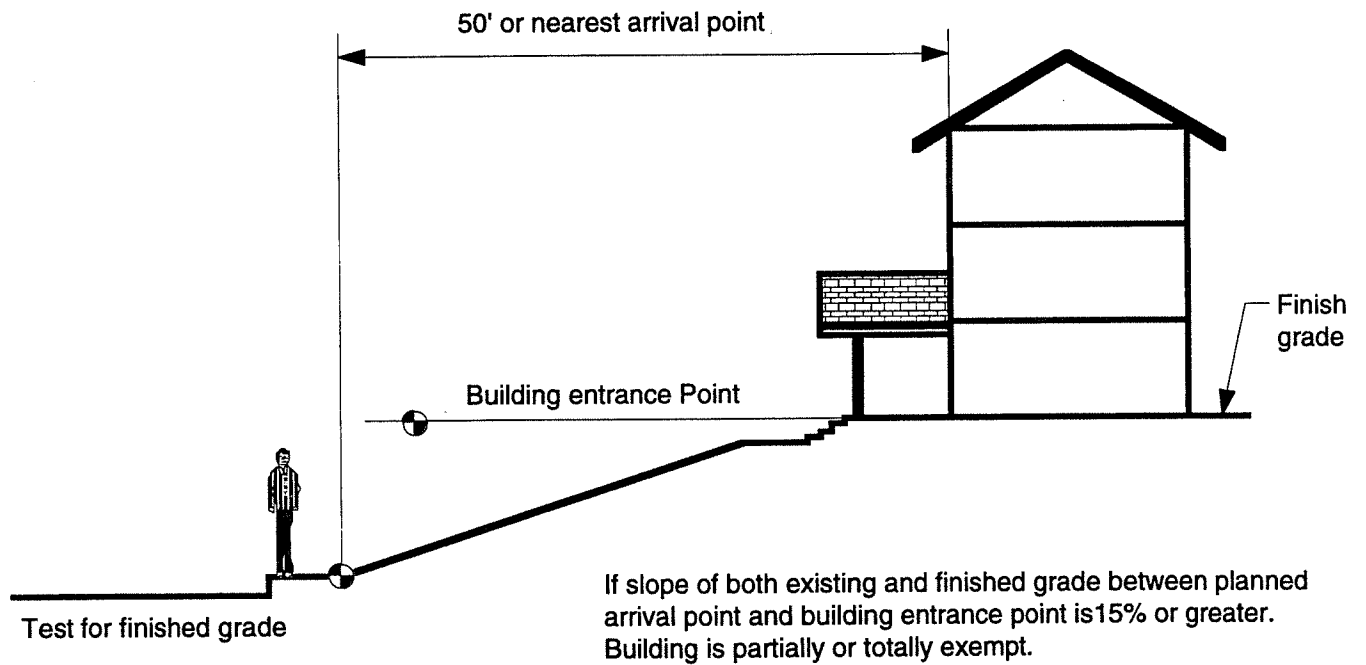 50' or nearest arrival point
Finish
grade
Building entrance Point
Test for finished grade
If slope of both existing and finished grade between planned
arrival point and building entrance point is15% or greater.
Building is partially or totally exempt.